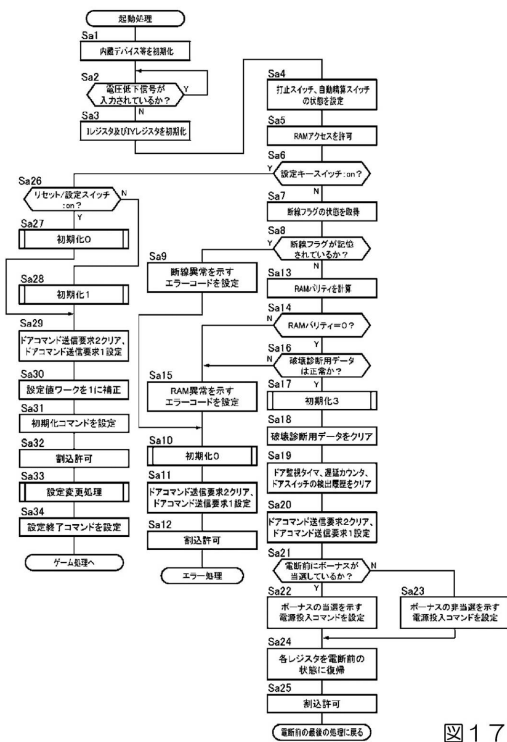 起動処理
Sa1
内蔵デバイス等を初期化
Sa2
電圧低下信号が
入力されているか?
Y
N
Sa3
Iレジスタ及びIYレジスタを初期化
Sa4
打止スイッチ、自動精算スイッチ
の状態を設定
Sa5
RAMアクセスを許可
Sa6
設定キースイッチ:on?
Y
N
Sa7
断線フラグの状態を取得
Sa8
断線フラグが記憶
されているか?
Y
N
Sa9
断線異常を示す
エラーコードを設定
Sa13
RAMパリティを計算
Sa14
RAMパリティ=0?
N
Y
Sa15
RAM異常を示す
エラーコードを設定
Sa16
破壊診断用データ
は正常か?
N
Y
Sa10
初期化0
Sa11
ドアコマンド送信要求2クリア、
ドアコマンド送信要求1設定
Sa12
割込許可
エラー処理
Sa17
初期化3
Sa18
破壊診断用データをクリア
Sa19
ドア監視タイマ、遅延カウンタ、
ドアスイッチの検出履歴をクリア
Sa20
ドアコマンド送信要求2クリア、
ドアコマンド送信要求1設定
Sa21
電断前にボーナスが
当選しているか?
N
Y
Sa22
ボーナスの当選を示す
電源投入コマンドを設定
Sa23
ボーナスの非当選を示す
電源投入コマンドを設定
Sa24
各レジスタを電断前の
状態に復帰
Sa25
割込許可
電断前の最後の処理に戻る
Sa26
リセット/設定スイッチ
:on?
N
Y
Sa27
初期化0
Sa28
初期化1
Sa29
ドアコマンド送信要求2クリア、
ドアコマンド送信要求1設定
Sa30
設定値ワークを1に補正
Sa31
初期化コマンドを設定
Sa32
割込許可
Sa33
設定変更処理
Sa34
設定終了コマンドを設定
ゲーム処理へ
図17